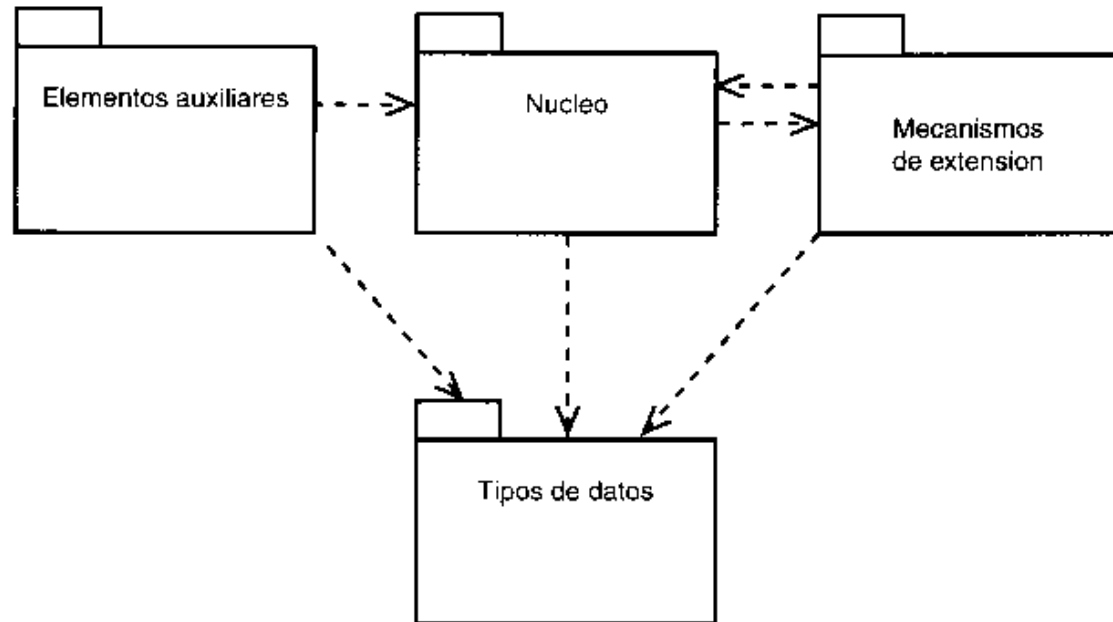 Elementos auxiliares
Nucleo
Mecanismos
de extension
Tipos de datos